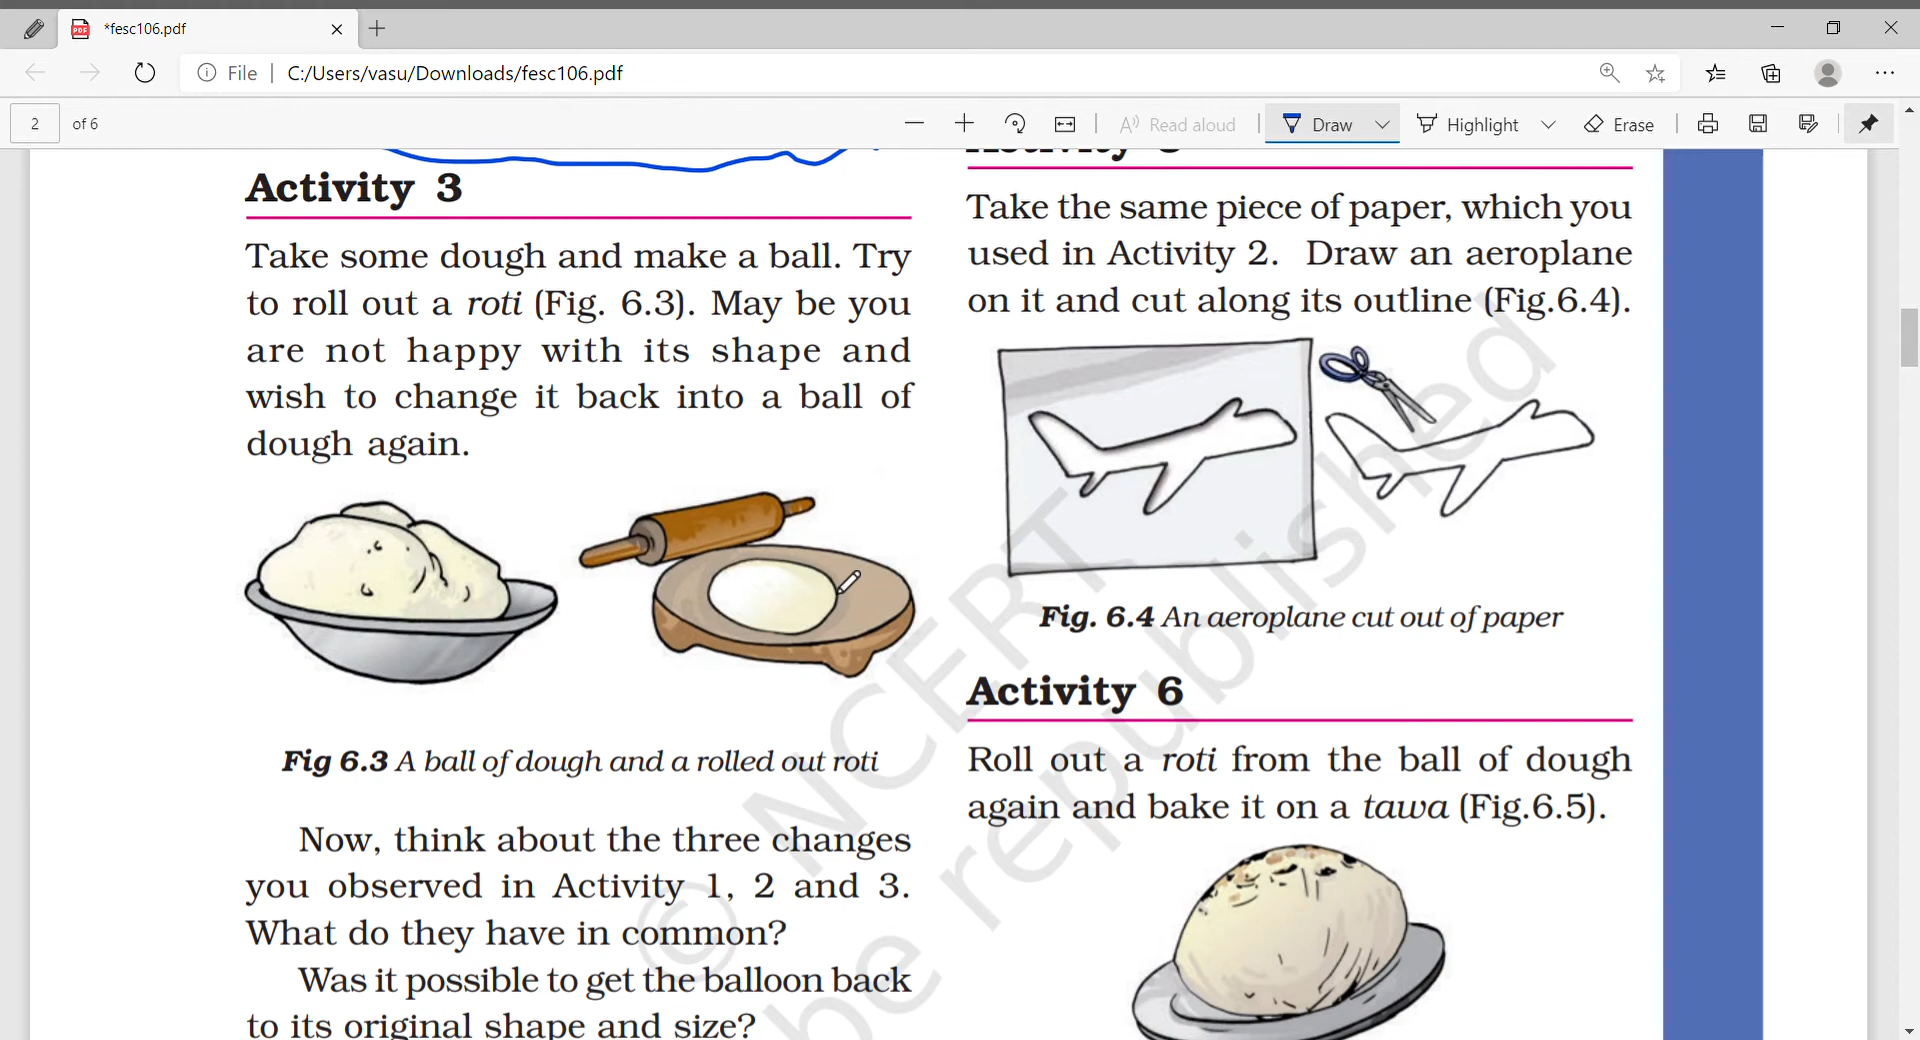 *fesc106.pdf
File | C:/Users/vasu/Downloads/fesc106.pdf
2 of 6
Read aloud
Draw
Highlight
Erase
Activity 3
Take some dough and make a ball. Try
to roll out a roti (Fig. 6.3). May be you
are not happy with its shape and
wish to change it back into a ball of
dough again.
Fig 6.3 A ball of dough and a rolled out roti
Now, think about the three changes
you observed in Activity 1, 2 and 3.
What do they have in common?
Was it possible to get the balloon back
to its original shape and size?
Take the same piece of paper, which you
used in Activity 2. Draw an aeroplane
on it and cut along its outline (Fig.6.4).
Fig. 6.4 An aeroplane cut out of paper
Activity 6
Roll out a roti from the ball of dough
again and bake it on a tawa (Fig.6.5).
© NCERT
be republished